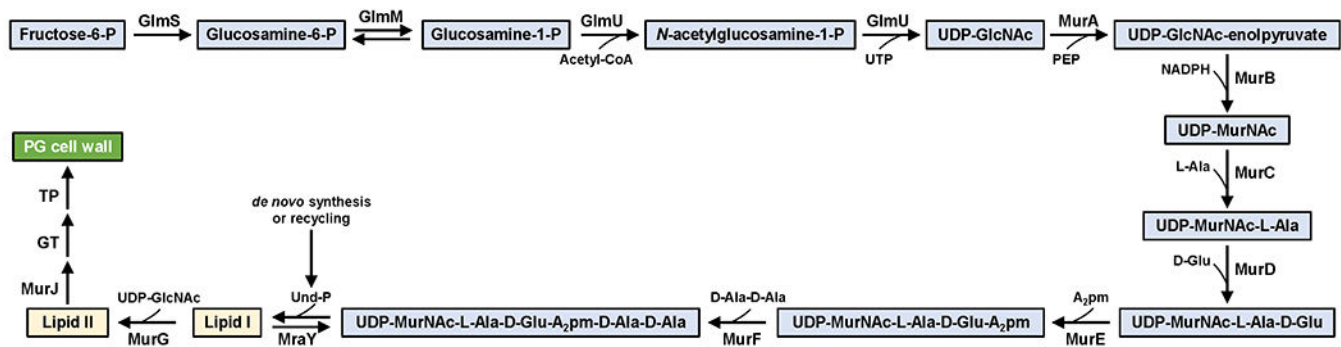 GlmS
GlmM
GlmU
GlmU
MurA
Fructose-6-P
Glucosamine-6-P
Glucosamine-1-P
N-acetylglucosamine-1-P
UDP-GlcNAc
UDP-GlcNAc-enolpyruvate
Acetyl-CoA
UTP
PEP
NADPH
MurB
UDP-MurNAc
L-Ala
MurC
UDP-MurNAc-L-Ala
D-Glu
MurD
UDP-MurNAc-L-Ala-D-Glu
A₂pm
MurE
UDP-MurNAc-L-Ala-D-Glu-A₂pm
D-Ala-D-Ala
MurF
UDP-MurNAc-L-Ala-D-Glu-A₂pm-D-Ala-D-Ala
de novo synthesis
or recycling
Und-P
MraY
Lipid I
UDP-GlcNAc
MurG
Lipid II
MurJ
GT
TP
PG cell wall